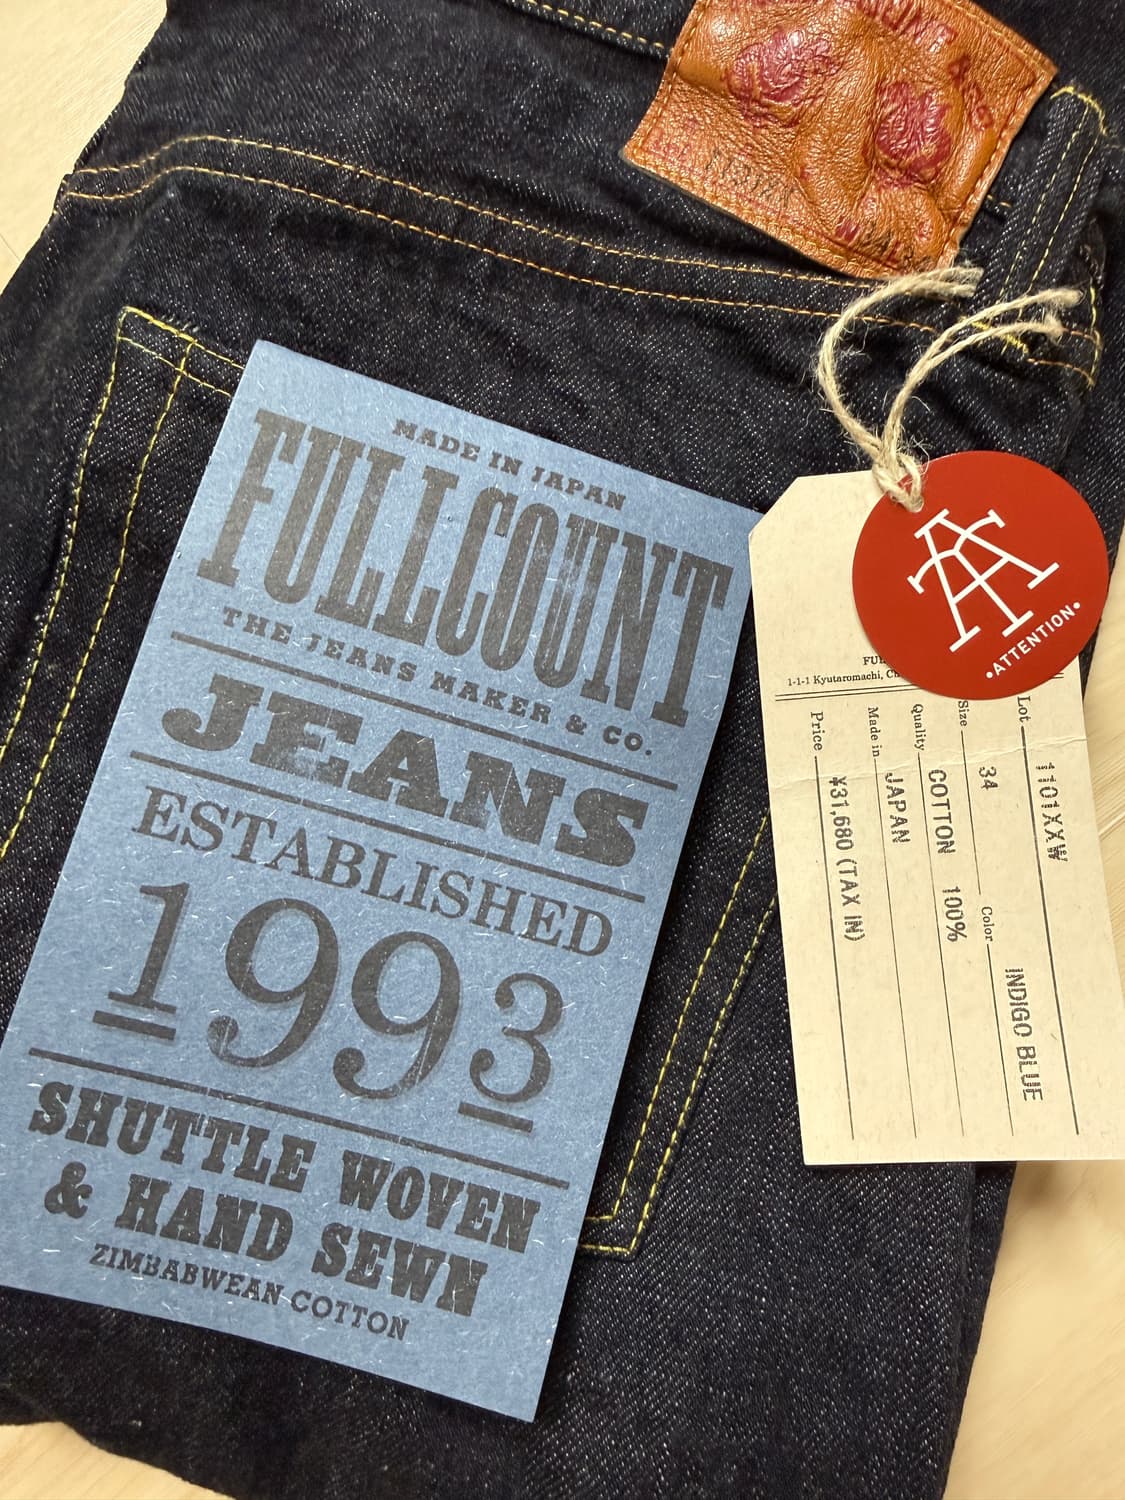 MADE IN JAPAN
FULLCOUNT
THE JEANS MAKER & CO.
JEANS
ESTABLISHED
1993
SHUTTLE WOVEN
& HAND SEWN
ZIMBABWEAN COTTON
•ATTENTION•
1-1-1 Kyutaromachi,
Lot 1101XXW
Size 34 Color INDIGO BLUE
Quality COTTON 100%
Made in JAPAN
Price ¥31,680 (TAX IN)